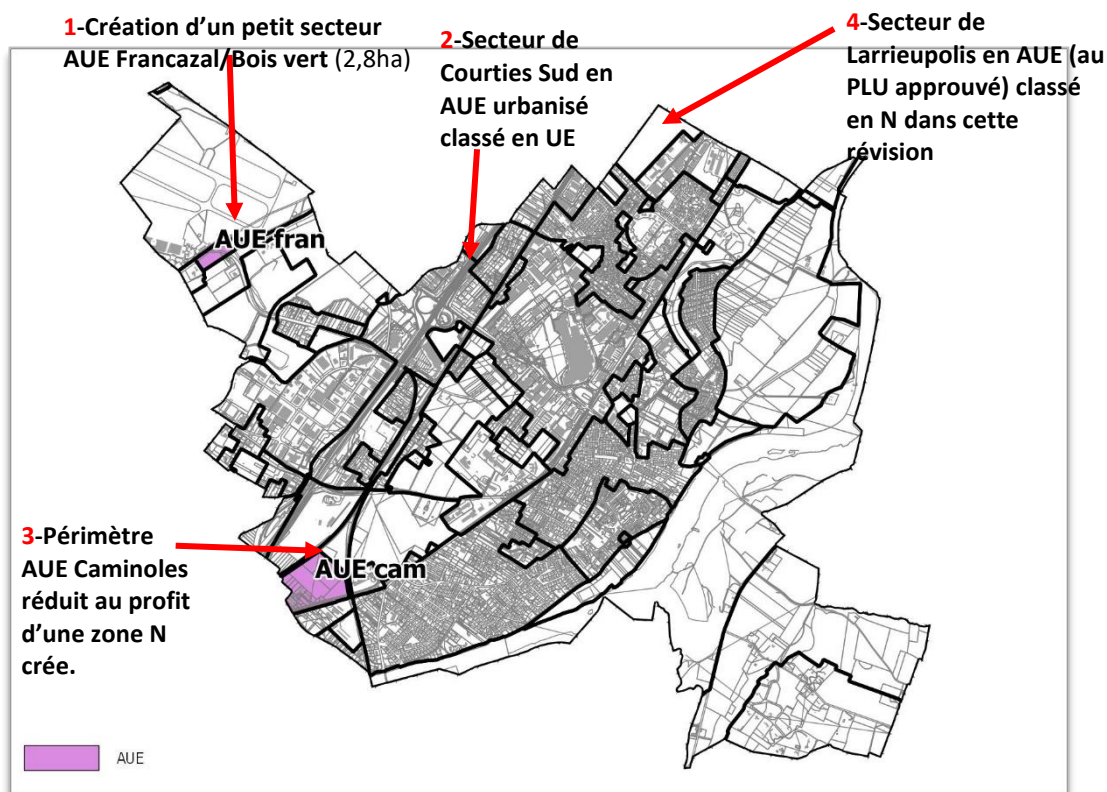 1-Création d’un petit secteur
AUE Francazal/Bois vert (2,8ha)
2-Secteur de
Courties Sud en
AUE urbanisé
classé en UE
4-Secteur de
Larrieupolis en AUE (au
PLU approuvé) classé
en N dans cette
révision
AUE fran
3-Périmètre
AUE Caminoles
réduit au profit
d’une zone N
crée.
AUE cam
AUE